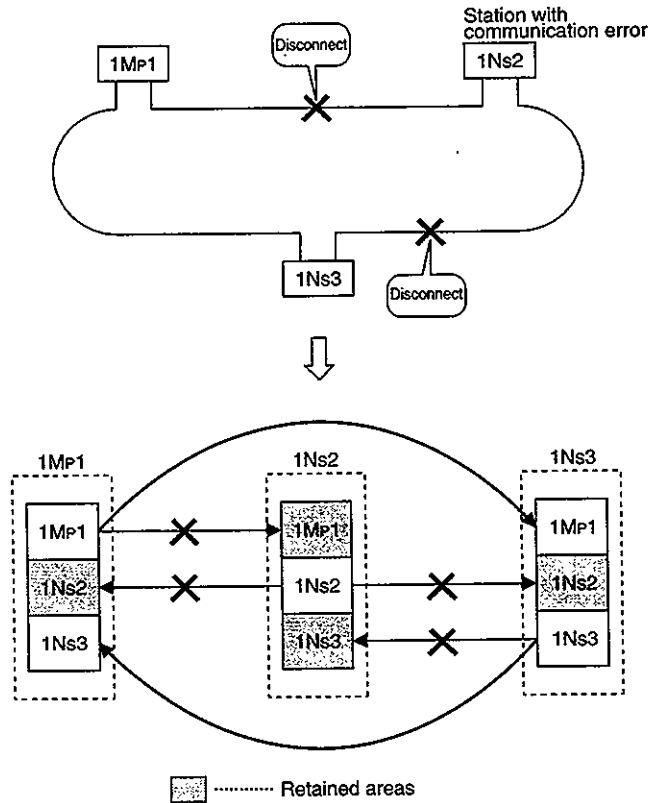 Station with
communication error
Disconnect
1MP1
1NS2
1NS3
Disconnect
1MP1
1NS2
1NS3
1MP1
1MP1
1MP1
1NS2
1NS2
1NS2
1NS3
1NS3
1NS3
Retained areas